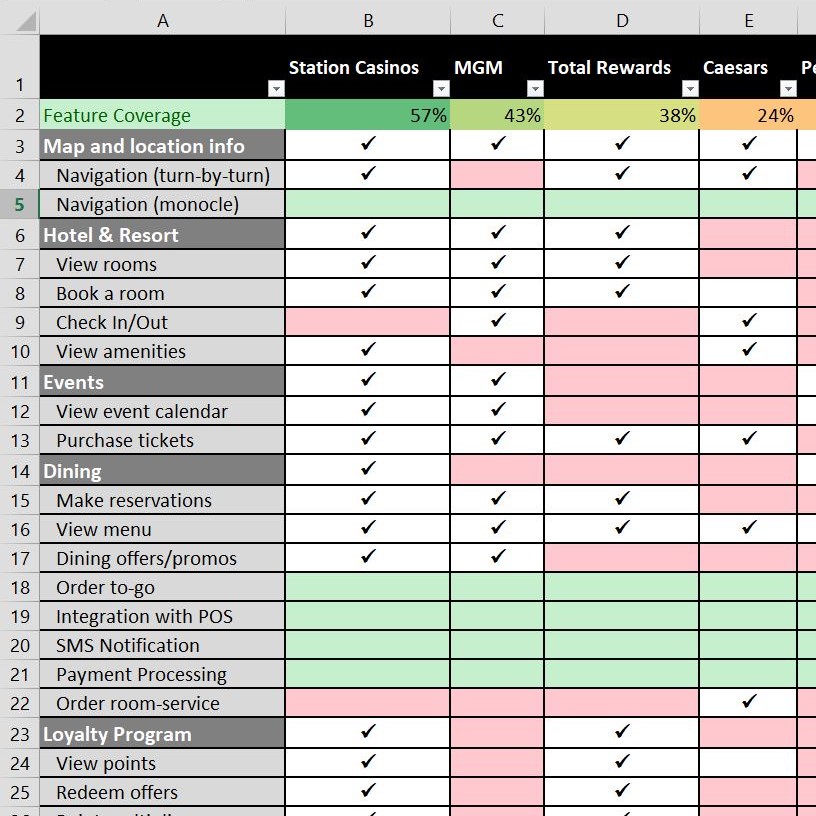 A B C D E
1 Station Casinos MGM Total Rewards Caesars
2 Feature Coverage 57% 43% 38% 24%
3 Map and location info ✔ ✔ ✔ ✔
4 Navigation (turn-by-turn) ✔ ✔ ✔
5 Navigation (monocle)
6 Hotel & Resort ✔ ✔ ✔
7 View rooms ✔ ✔ ✔
8 Book a room ✔ ✔ ✔
9 Check In/Out ✔ ✔
10 View amenities ✔ ✔
11 Events ✔ ✔
12 View event calendar ✔ ✔
13 Purchase tickets ✔ ✔ ✔ ✔
14 Dining ✔
15 Make reservations ✔ ✔ ✔
16 View menu ✔ ✔ ✔ ✔
17 Dining offers/promos ✔ ✔
18 Order to-go
19 Integration with POS
20 SMS Notification
21 Payment Processing
22 Order room-service ✔
23 Loyalty Program ✔ ✔
24 View points ✔ ✔
25 Redeem offers ✔ ✔